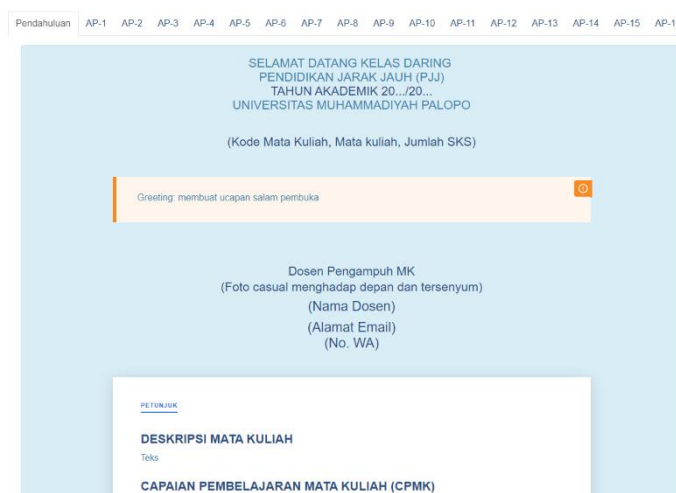 Pendahuluan AP-1 AP-2 AP-3 AP-4 AP-5 AP-6 AP-7 AP-8 AP-9 AP-10 AP-11 AP-12 AP-13 AP-14 AP-15
SELAMAT DATANG KELAS DARING
PENDIDIKAN JARAK JAUH (PJJ)
TAHUN AKADEMIK 20.../20...
UNIVERSITAS MUHAMMADIYAH PALOPO
(Kode Mata Kuliah, Mata kuliah, Jumlah SKS)
Greeting: membuat ucapan salam pembuka
Dosen Pengampuh MK
(Foto casual menghadap depan dan tersenyum)
(Nama Dosen)
(Alamat Email)
(No. WA)
PETUNJUK
DESKRIPSI MATA KULIAH
Teks
CAPAIAN PEMBELAJARAN MATA KULIAH (CPMK)